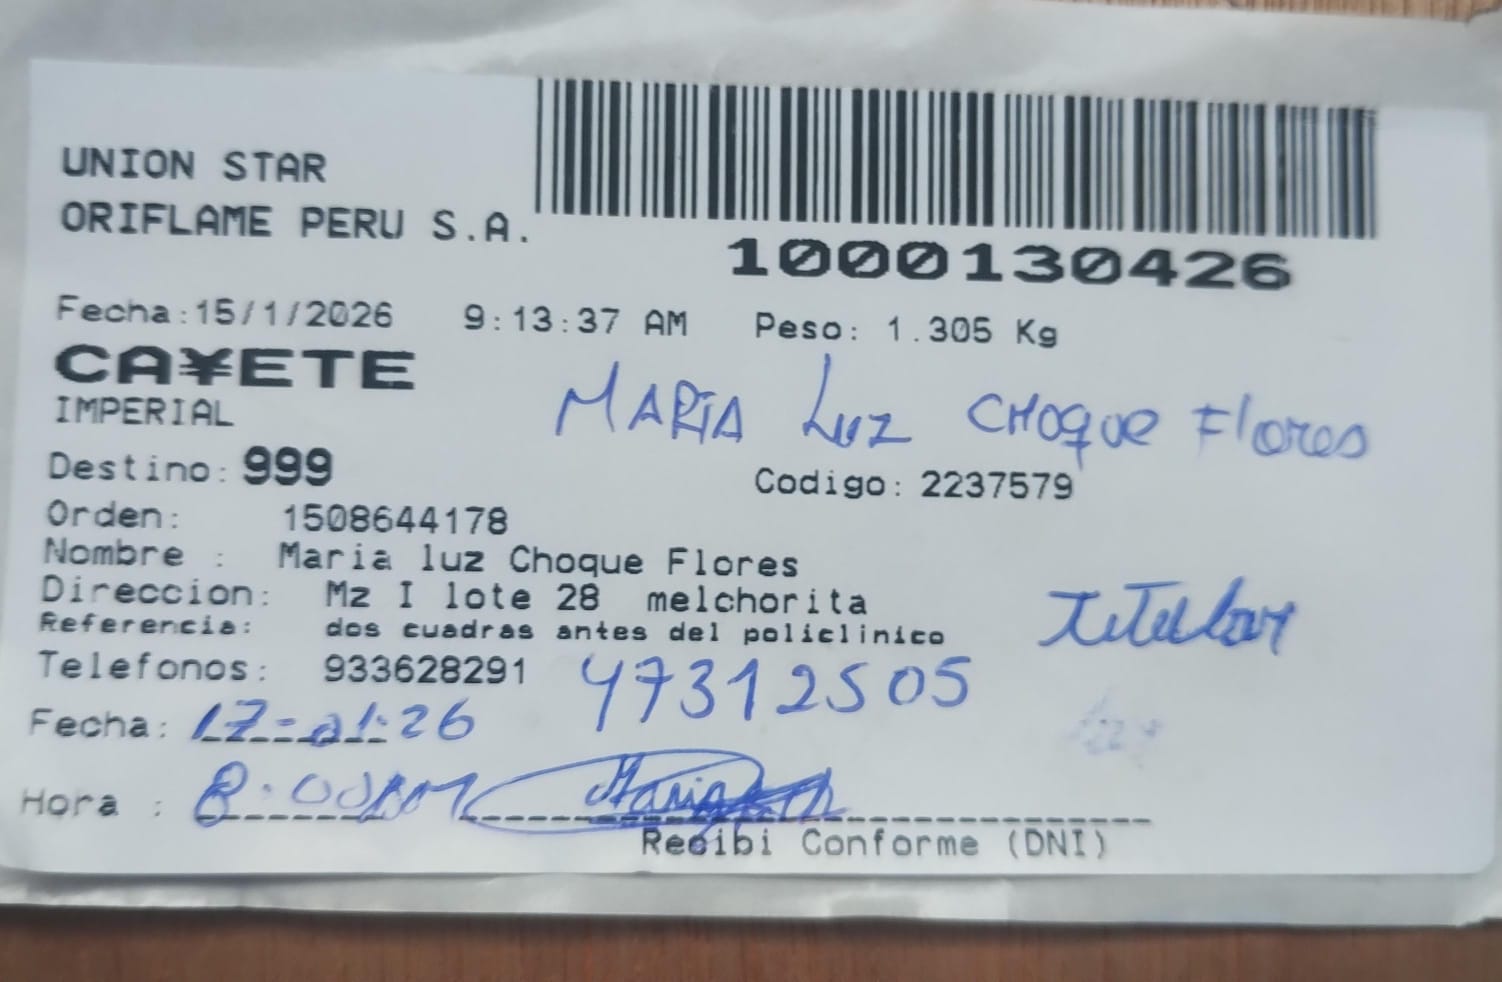 UNION STAR
ORIFLAME PERU S.A.
1000130426
Fecha:15/1/2026 9:13:37 AM Peso: 1.305 Kg
CA¥ETE
IMPERIAL
MARIA Luz CHOQUE Flores
Destino: 999
Codigo: 2237579
Orden: 1508644178
Nombre : Maria luz Choque Flores
Direccion: Mz I lote 28 melchorita
Referencia: dos cuadras antes del policlinico
Titular
Telefonos: 933628291
47312505
Fecha: 17-01-26
Hora : 8:00AM
Recibi Conforme (DNI)